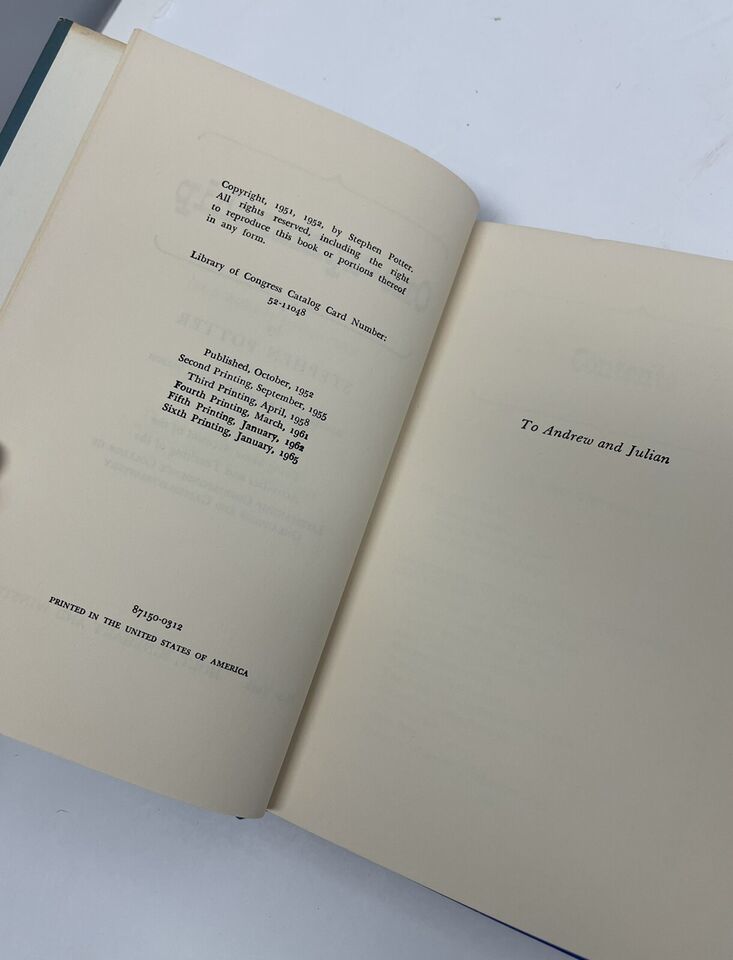 Copyright, 1951, 1952, by Stephen Potter.
All rights reserved, including the right
to reproduce this book or portions thereof
in any form.
Library of Congress Catalog Card Number:
52-11048
Published, October, 1952
Second Printing, September, 1955
Third Printing, April, 1958
Fourth Printing, March, 1961
Fifth Printing, January, 1962
Sixth Printing, January, 1965
87150-0312
PRINTED IN THE UNITED STATES OF AMERICA
To Andrew and Julian